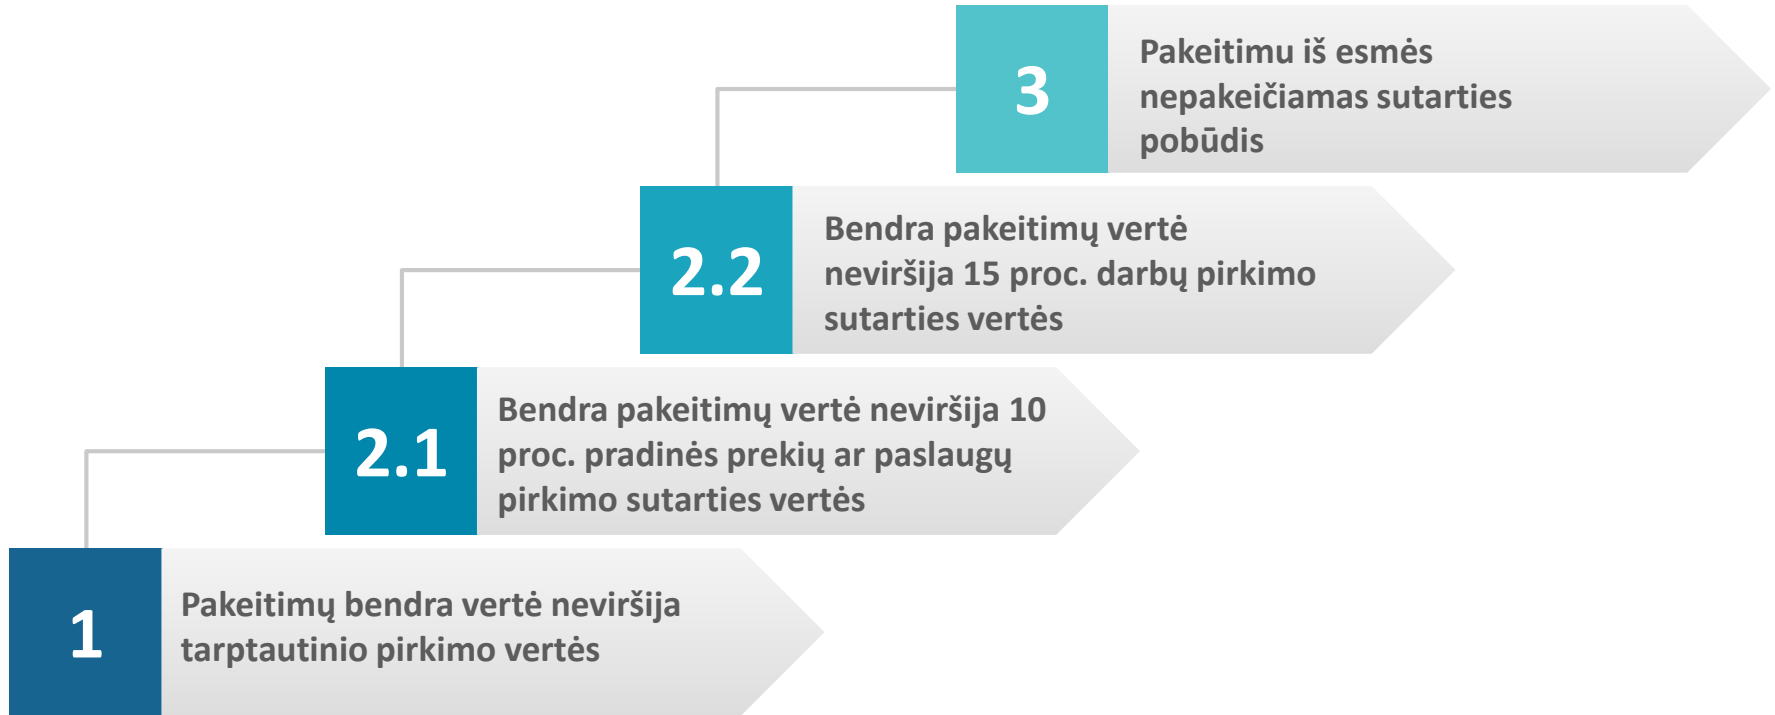 3
Pakeitimu iš esmės
nepakeičiamas sutarties
pobūdis
2.2
Bendra pakeitimų vertė
neviršija 15 proc. darbų pirkimo
sutarties vertės
2.1
Bendra pakeitimų vertė neviršija 10
proc. pradinės prekių ar paslaugų
pirkimo sutarties vertės
1
Pakeitimų bendra vertė neviršija
tarptautinio pirkimo vertės